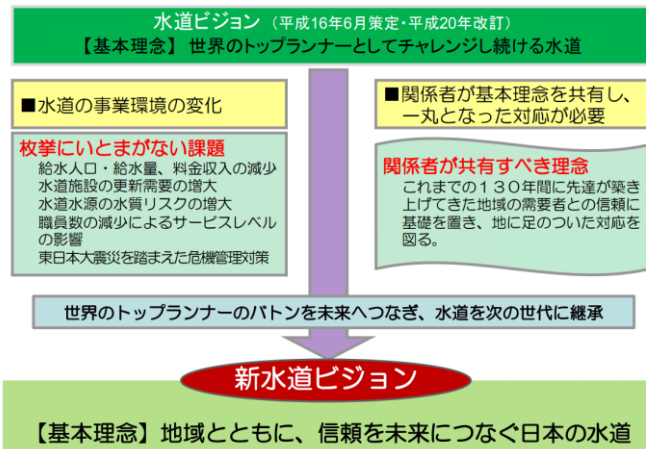 水道ビジョン（平成16年6月策定・平成20年改訂）
【基本理念】世界のトップランナーとしてチャレンジし続ける水道
■水道の事業環境の変化
枚挙にいとまがない課題
給水人口・給水量、料金収入の減少
水道施設の更新需要の増大
水道水源の水質リスクの増大
職員数の減少によるサービスレベル
の影響
東日本大震災を踏まえた危機管理対策
■関係者が基本理念を共有し、
一丸となった対応が必要
関係者が共有すべき理念
これまでの１３０年間に先達が築き
上げてきた地域の需要者との信頼に
基礎を置き、地に足のついた対応を
図る。
世界のトップランナーのバトンを未来へつなぎ、水道を次の世代に継承
新水道ビジョン
【基本理念】地域とともに、信頼を未来につなぐ日本の水道